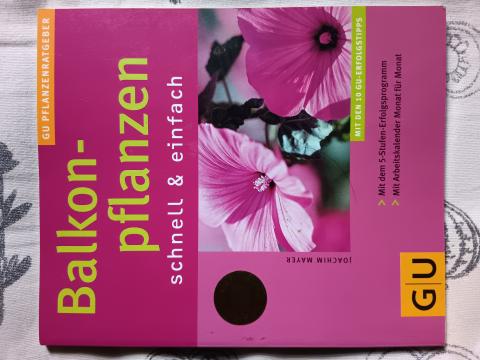 GU PFLANZENRATGEBER
Balkon-
pflanzen
schnell & einfach
MIT DEN 10 GU-ERFOLGSTIPPS
JOACHIM MAYER
> Mit dem 5-Stufen-Erfolgsprogramm
> Mit Arbeitskalender Monat für Monat
G|U